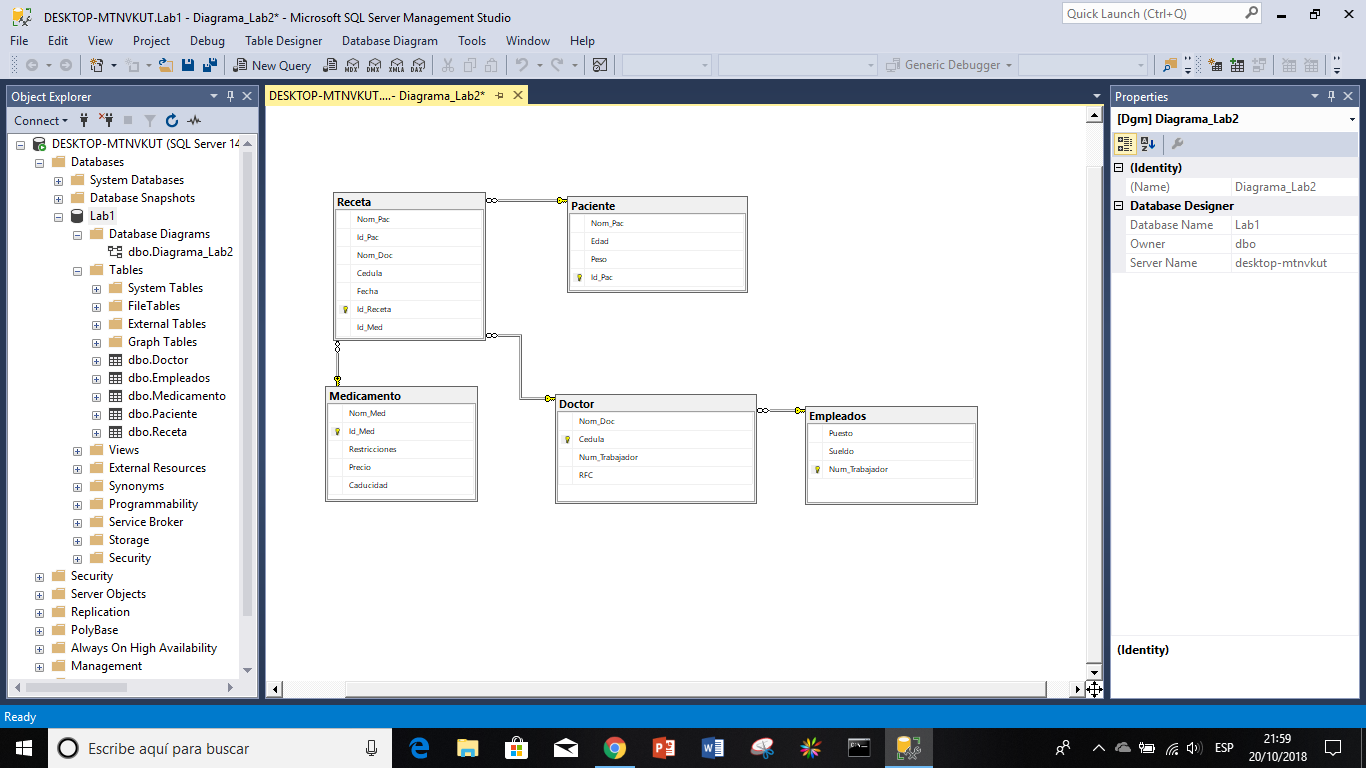 DESKTOP-MTNVKUT.Lab1 - Diagrama_Lab2* - Microsoft SQL Server Management Studio
Quick Launch (Ctrl+Q)
File Edit View Project Debug Table Designer Database Diagram Tools Window Help
New Query MDX DMX XMLA DAX Generic Debugger
Object Explorer
DESKTOP-MTNVKUT....- Diagrama_Lab2*
Properties
Connect
[Dgm] Diagrama_Lab2
DESKTOP-MTNVKUT (SQL Server 14
Databases
System Databases
Database Snapshots
Lab1
Database Diagrams
dbo.Diagrama_Lab2
Tables
System Tables
FileTables
External Tables
Graph Tables
dbo.Doctor
dbo.Empleados
dbo.Medicamento
dbo.Paciente
dbo.Receta
Views
External Resources
Synonyms
Programmability
Service Broker
Storage
Security
Security
Server Objects
Replication
PolyBase
Always On High Availability
Management
Receta
Nom_Pac
Id_Pac
Nom_Doc
Cedula
Fecha
Id_Receta
Id_Med
Paciente
Nom_Pac
Edad
Peso
Id_Pac
Medicamento
Nom_Med
Id_Med
Restricciones
Precio
Caducidad
Doctor
Nom_Doc
Cedula
Num_Trabajador
RFC
Empleados
Puesto
Sueldo
Num_Trabajador
(Identity)
(Name) Diagrama_Lab2
Database Designer
Database Name Lab1
Owner dbo
Server Name desktop-mtnvkut
(Identity)
Ready
Escribe aquí para buscar
ESP
21:59
20/10/2018